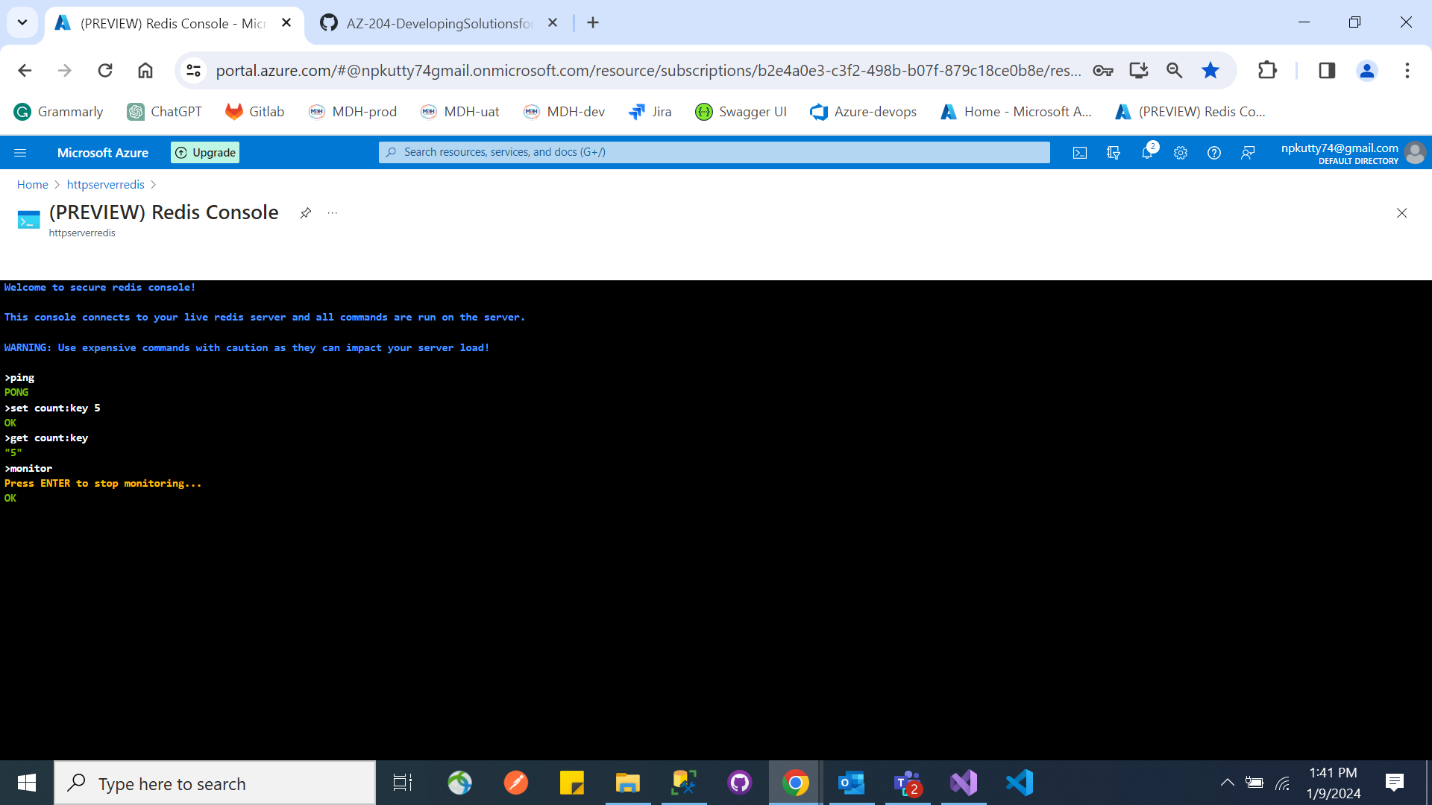 (PREVIEW) Redis Console - Micr
AZ-204-DevelopingSolutionsfor
portal.azure.com/#@npkutty74gmail.onmicrosoft.com/resource/subscriptions/b2e4a0e3-c3f2-498b-b07f-879c18ce0b8e/res...
Grammarly ChatGPT Gitlab MDH-prod MDH-uat MDH-dev Jira Swagger UI Azure-devops Home - Microsoft A... (PREVIEW) Redis Co...
Microsoft Azure Upgrade Search resources, services, and docs (G+/) 2 npkutty74@gmail.com
DEFAULT DIRECTORY
Home > httpserverredis >
(PREVIEW) Redis Console ...
httpserverredis
Welcome to secure redis console!
This console connects to your live redis server and all commands are run on the server.
WARNING: Use expensive commands with caution as they can impact your server load!
>ping
PONG
>set count:key 5
OK
>get count:key
"5"
>monitor
Press ENTER to stop monitoring...
OK
Type here to search 2 1:41 PM
1/9/2024